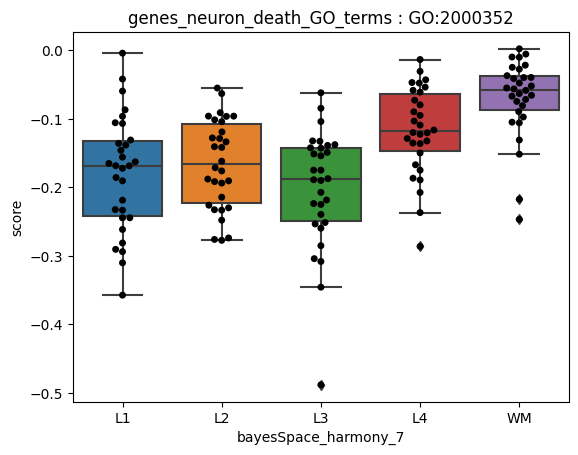 genes_neuron_death_GO_terms : GO:2000352
score
0.0
−0.1
−0.2
−0.3
−0.4
−0.5
L1 L2 L3 L4 WM
bayesSpace_harmony_7